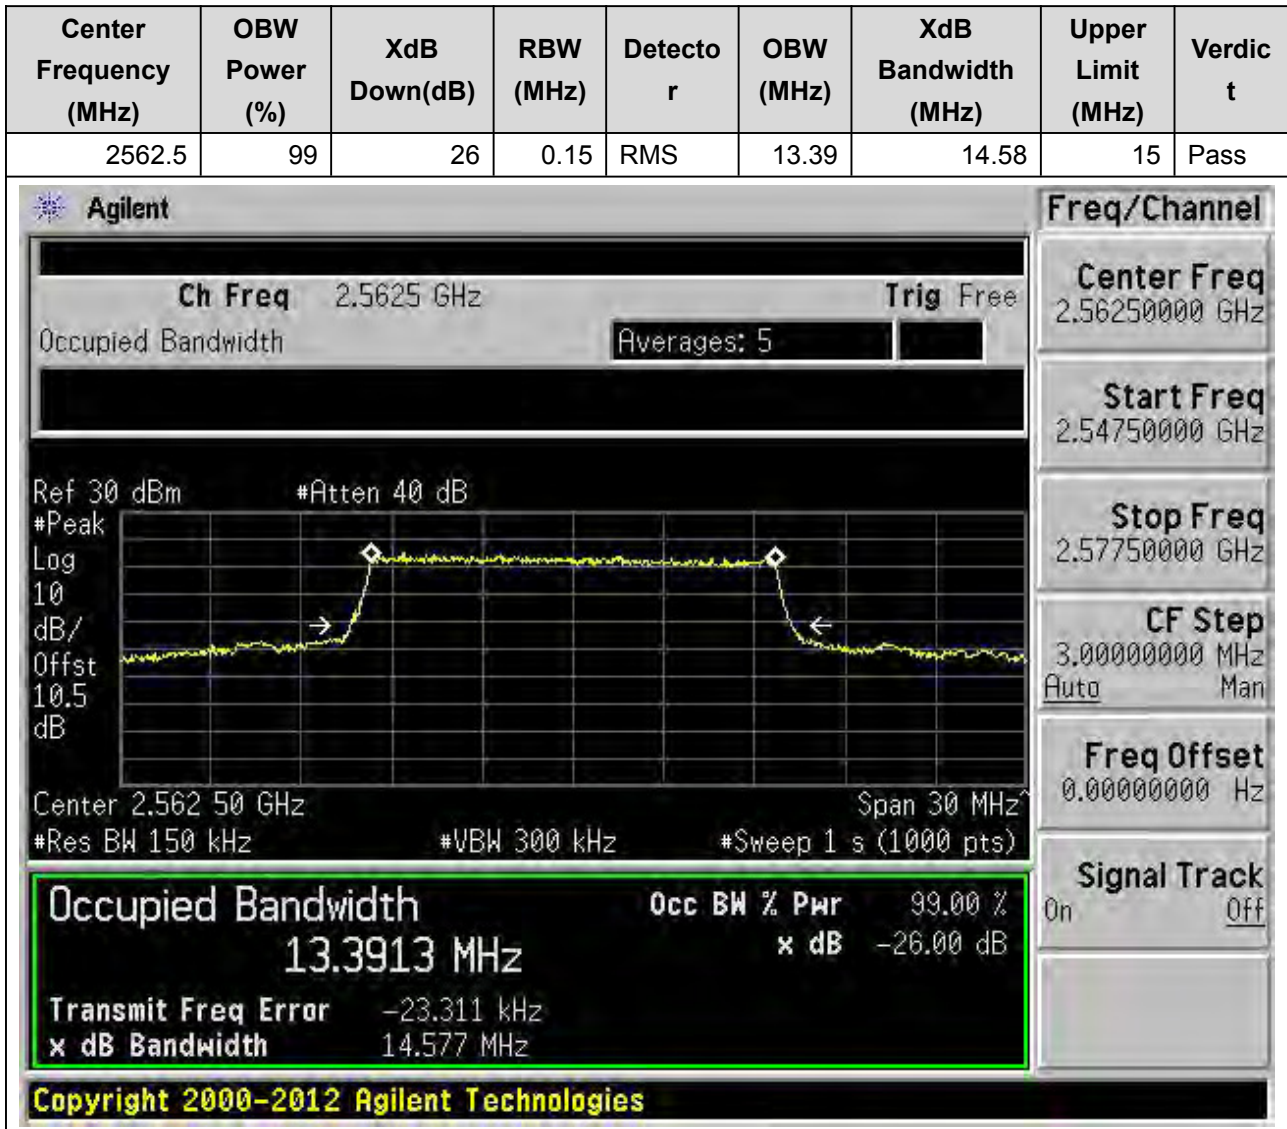 Center Frequency (MHz) OBW Power (%) XdB Down(dB) RBW (MHz) Detector OBW (MHz) XdB Bandwidth (MHz) Upper Limit (MHz) Verdict
2562.5 99 26 0.15 RMS 13.39 14.58 15 Pass
Agilent
Freq/Channel
Ch Freq 2.5625 GHz Trig Free
Occupied Bandwidth Averages: 5
Center Freq
2.56250000 GHz
Start Freq
2.54750000 GHz
Stop Freq
2.57750000 GHz
CF Step
3.00000000 MHz
Auto Man
Freq Offset
0.00000000 Hz
Signal Track
On Off
Ref 30 dBm #Atten 40 dB
#Peak
Log
10
dB/
Offst
10.5
dB
Center 2.562 50 GHz Span 30 MHz^
#Res BW 150 kHz #VBW 300 kHz #Sweep 1 s (1000 pts)
Occupied Bandwidth Occ BW % Pwr 99.00 %
13.3913 MHz x dB -26.00 dB
Transmit Freq Error -23.311 kHz
x dB Bandwidth 14.577 MHz
Copyright 2000-2012 Agilent Technologies